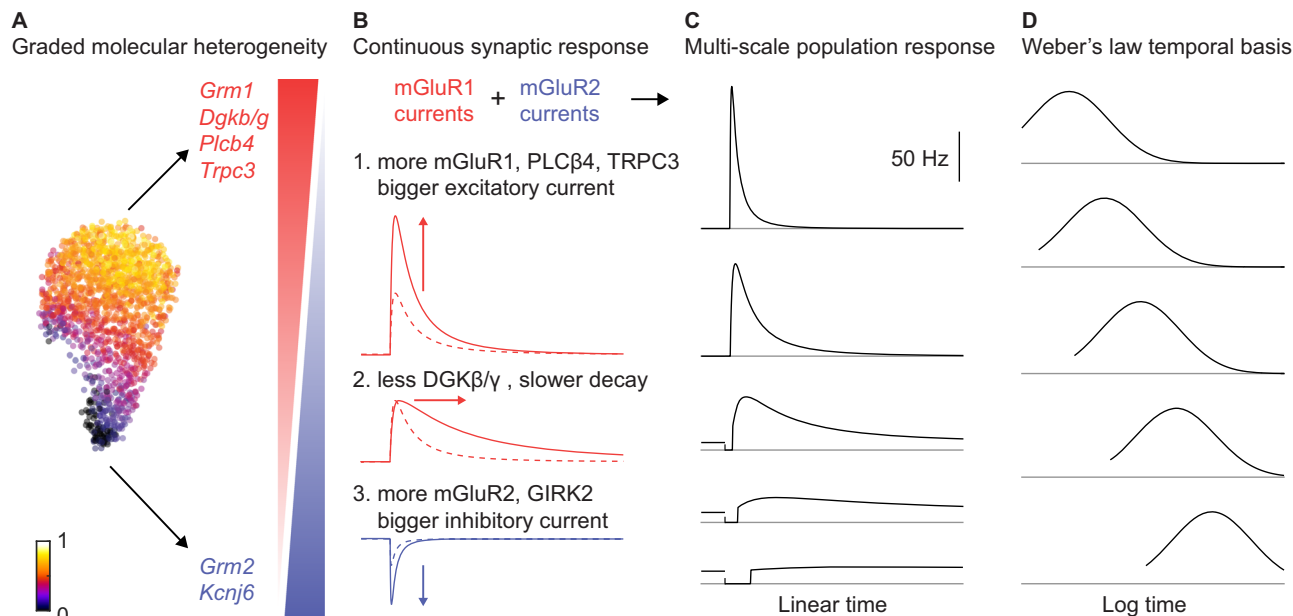 A
Graded molecular heterogeneity
Grm1
Dgkb/g
Plcb4
Trpc3
1
0
Grm2
Kcnj6
B
Continuous synaptic response
mGluR1
currents
+
mGluR2
currents
1. more mGluR1, PLCβ4, TRPC3
bigger excitatory current
2. less DGKβ/γ , slower decay
3. more mGluR2, GIRK2
bigger inhibitory current
C
Multi-scale population response
50 Hz
Linear time
D
Weber’s law temporal basis
Log time